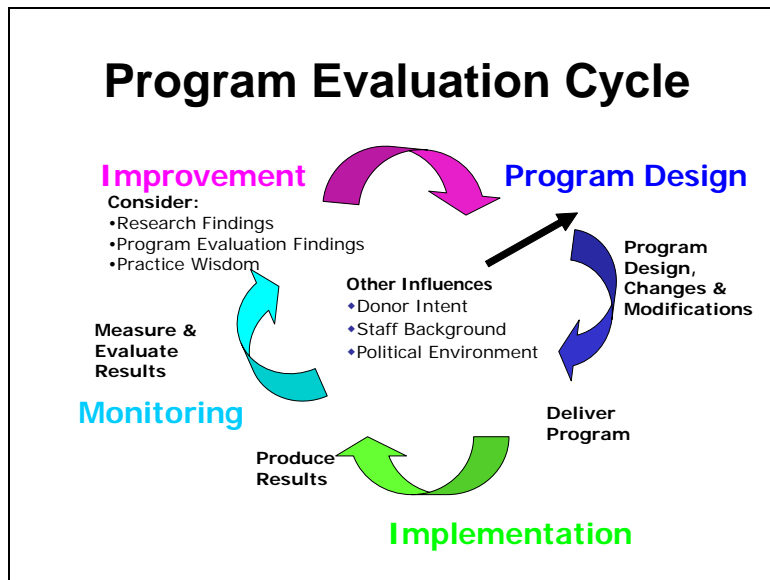 Program Evaluation Cycle
Improvement
Consider:
•Research Findings
•Program Evaluation Findings
•Practice Wisdom
Program Design
Program
Design,
Changes &
Modifications
Other Influences
◆Donor Intent
◆Staff Background
◆Political Environment
Measure &
Evaluate
Results
Monitoring
Deliver
Program
Produce
Results
Implementation